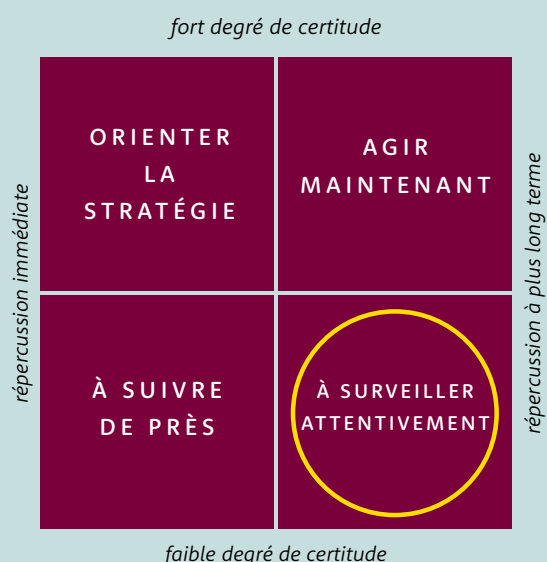 fort degré de certitude
ORIENTER
LA
STRATÉGIE
AGIR
MAINTENANT
répercussion immédiate
répercussion à plus long terme
À SUIVRE
DE PRÈS
À SURVEILLER
ATTENTIVEMENT
faible degré de certitude